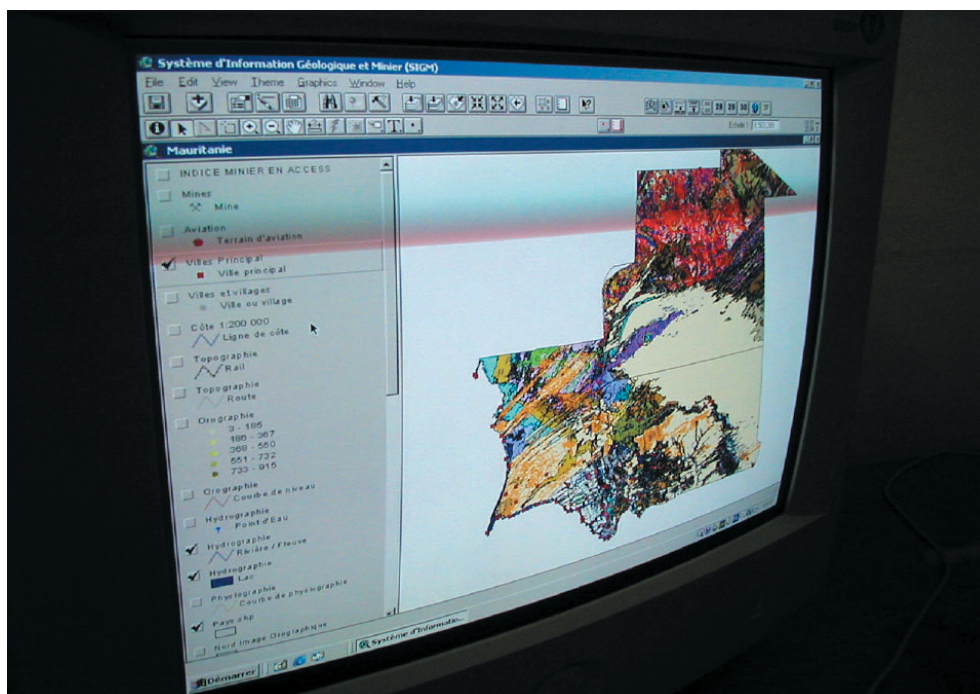 Système d'Information Géologique et Minier (SIGM)
File Edit View Theme Graphics Window Help
Mauritanie
INDICE MINIER EN ACCESS
Mines
Mine
Aviation
Terrain d'aviation
Villes Principal
Ville principal
Villes et villages
Ville ou village
Côte 1:200 000
Ligne de côte
Topographie
Rail
Topographie
Route
Orographie
3 - 185
186 - 367
368 - 550
551 - 732
733 - 915
Orographie
Courbe de niveau
Hydrographie
Point d'Eau
Hydrographie
Rivière / Fleuve
Hydrographie
Lac
Physiographie
Courbe de physiographie
Pays.shp
Nord Image Orographique
Démarrer
Système d'Informatio...